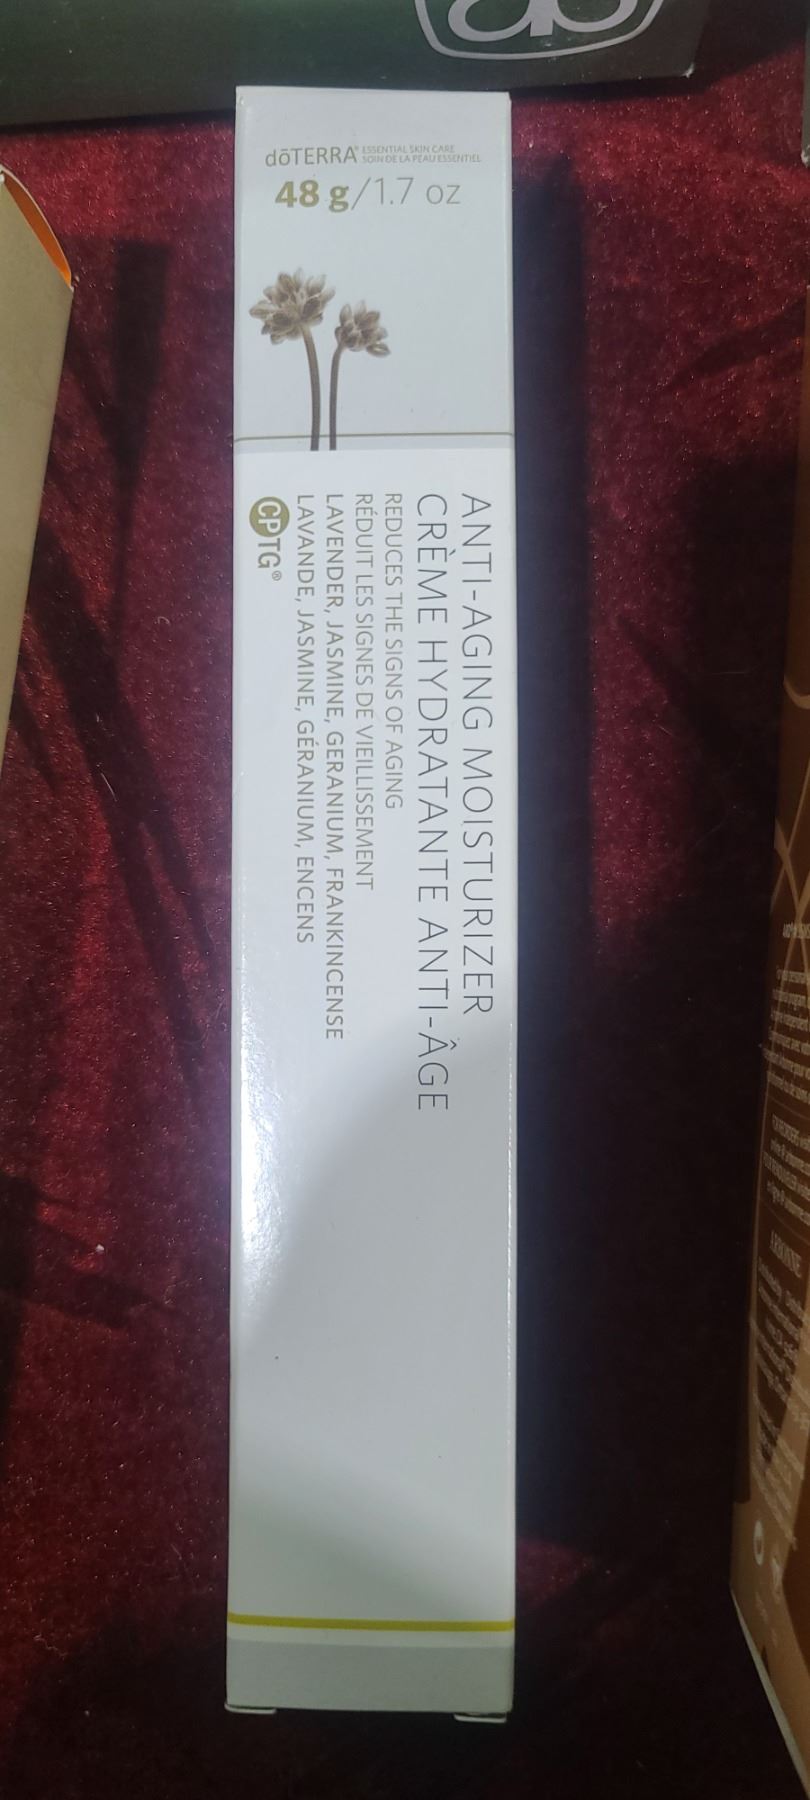 dōTERRA® ESSENTIAL SKIN CARE
SOIN DE LA PEAU ESSENTIEL
48 g/1.7 oz
ANTI-AGING MOISTURIZER
CRÈME HYDRATANTE ANTI-ÂGE
REDUCES THE SIGNS OF AGING
RÉDUIT LES SIGNES DE VIEILLISSEMENT
LAVENDER, JASMINE, GERANIUM, FRANKINCENSE
LAVANDE, JASMINE, GÉRANIUM, ENCENS
CPTG®
ARBONNE